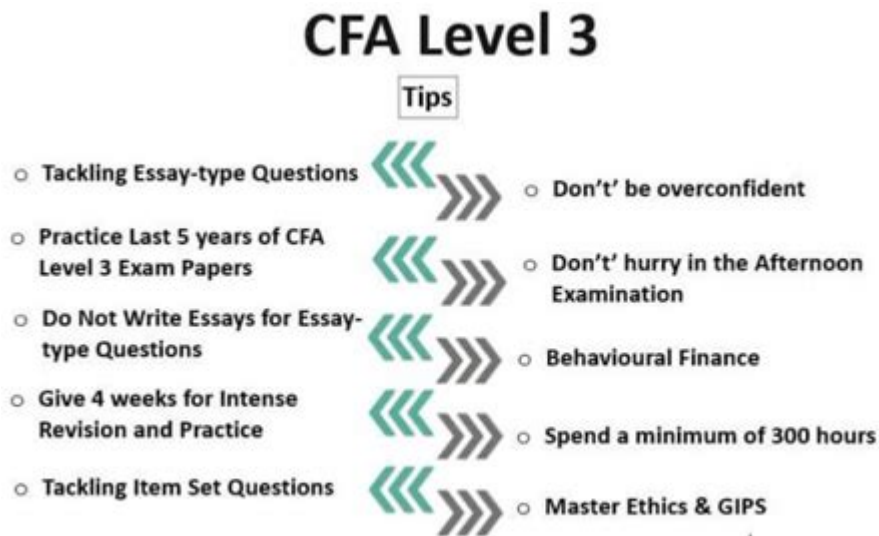 CFA Level 3
Tips
○ Tackling Essay-type Questions
○ Don't' be overconfident
○ Practice Last 5 years of CFA
Level 3 Exam Papers
○ Don't' hurry in the Afternoon
Examination
○ Do Not Write Essays for Essay-
type Questions
○ Behavioural Finance
○ Give 4 weeks for Intense
Revision and Practice
○ Spend a minimum of 300 hours
○ Tackling Item Set Questions
○ Master Ethics & GIPS